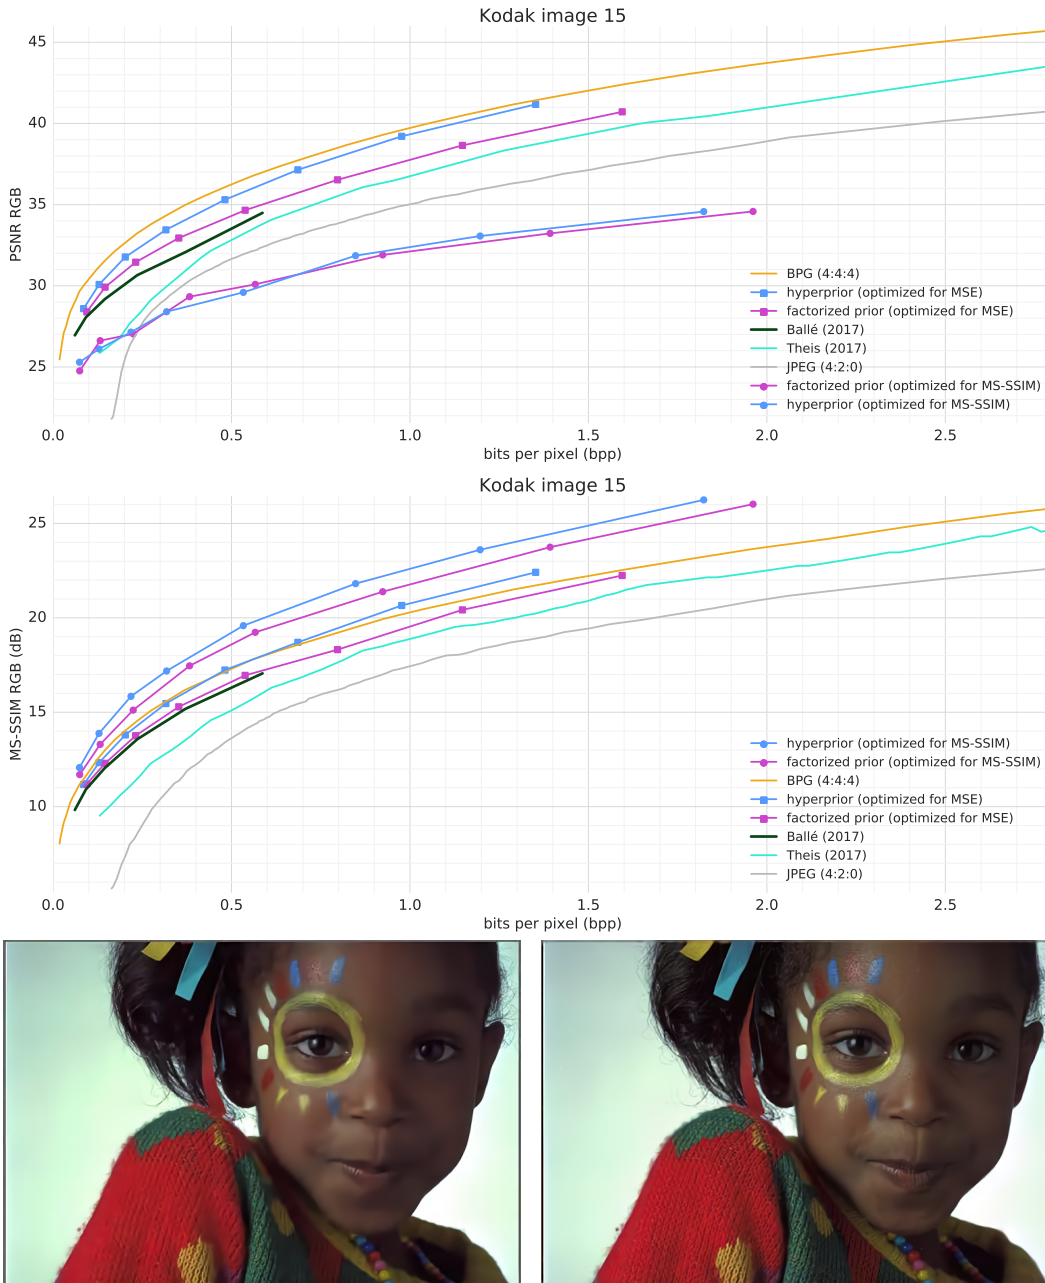 Kodak image 15
45
40
35
30
25
PSNR RGB
BPG (4:4:4)
hyperprior (optimized for MSE)
factorized prior (optimized for MSE)
Ballé (2017)
Theis (2017)
JPEG (4:2:0)
factorized prior (optimized for MS-SSIM)
hyperprior (optimized for MS-SSIM)
0.0 0.5 1.0 1.5 2.0 2.5
bits per pixel (bpp)
Kodak image 15
25
20
15
10
MS-SSIM RGB (dB)
hyperprior (optimized for MS-SSIM)
factorized prior (optimized for MS-SSIM)
BPG (4:4:4)
hyperprior (optimized for MSE)
factorized prior (optimized for MSE)
Ballé (2017)
Theis (2017)
JPEG (4:2:0)
0.0 0.5 1.0 1.5 2.0 2.5
bits per pixel (bpp)